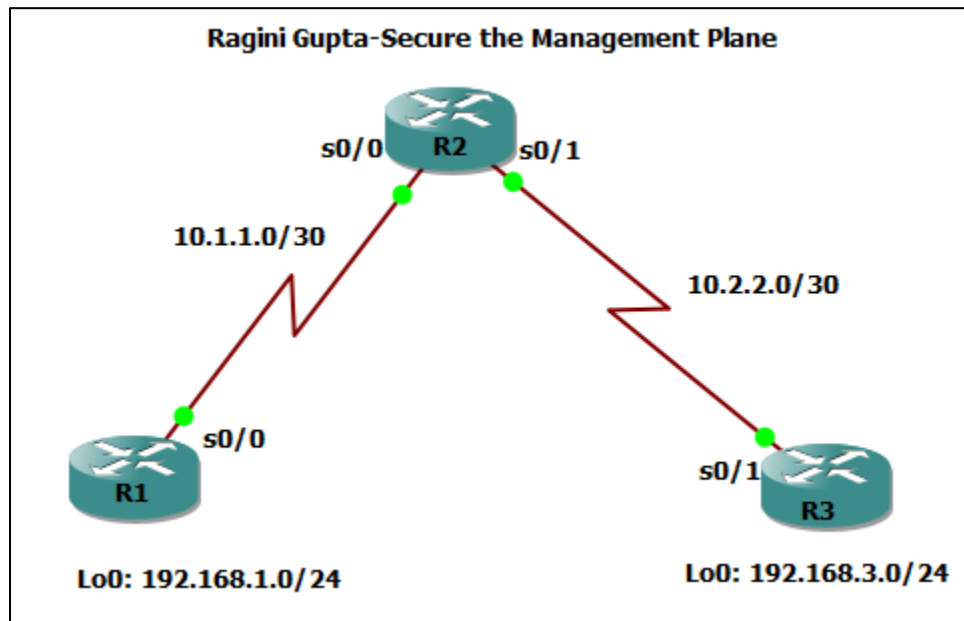 Ragini Gupta-Secure the Management Plane
R2
s0/0
s0/1
10.1.1.0/30
10.2.2.0/30
s0/0
R1
s0/1
R3
Lo0: 192.168.1.0/24
Lo0: 192.168.3.0/24